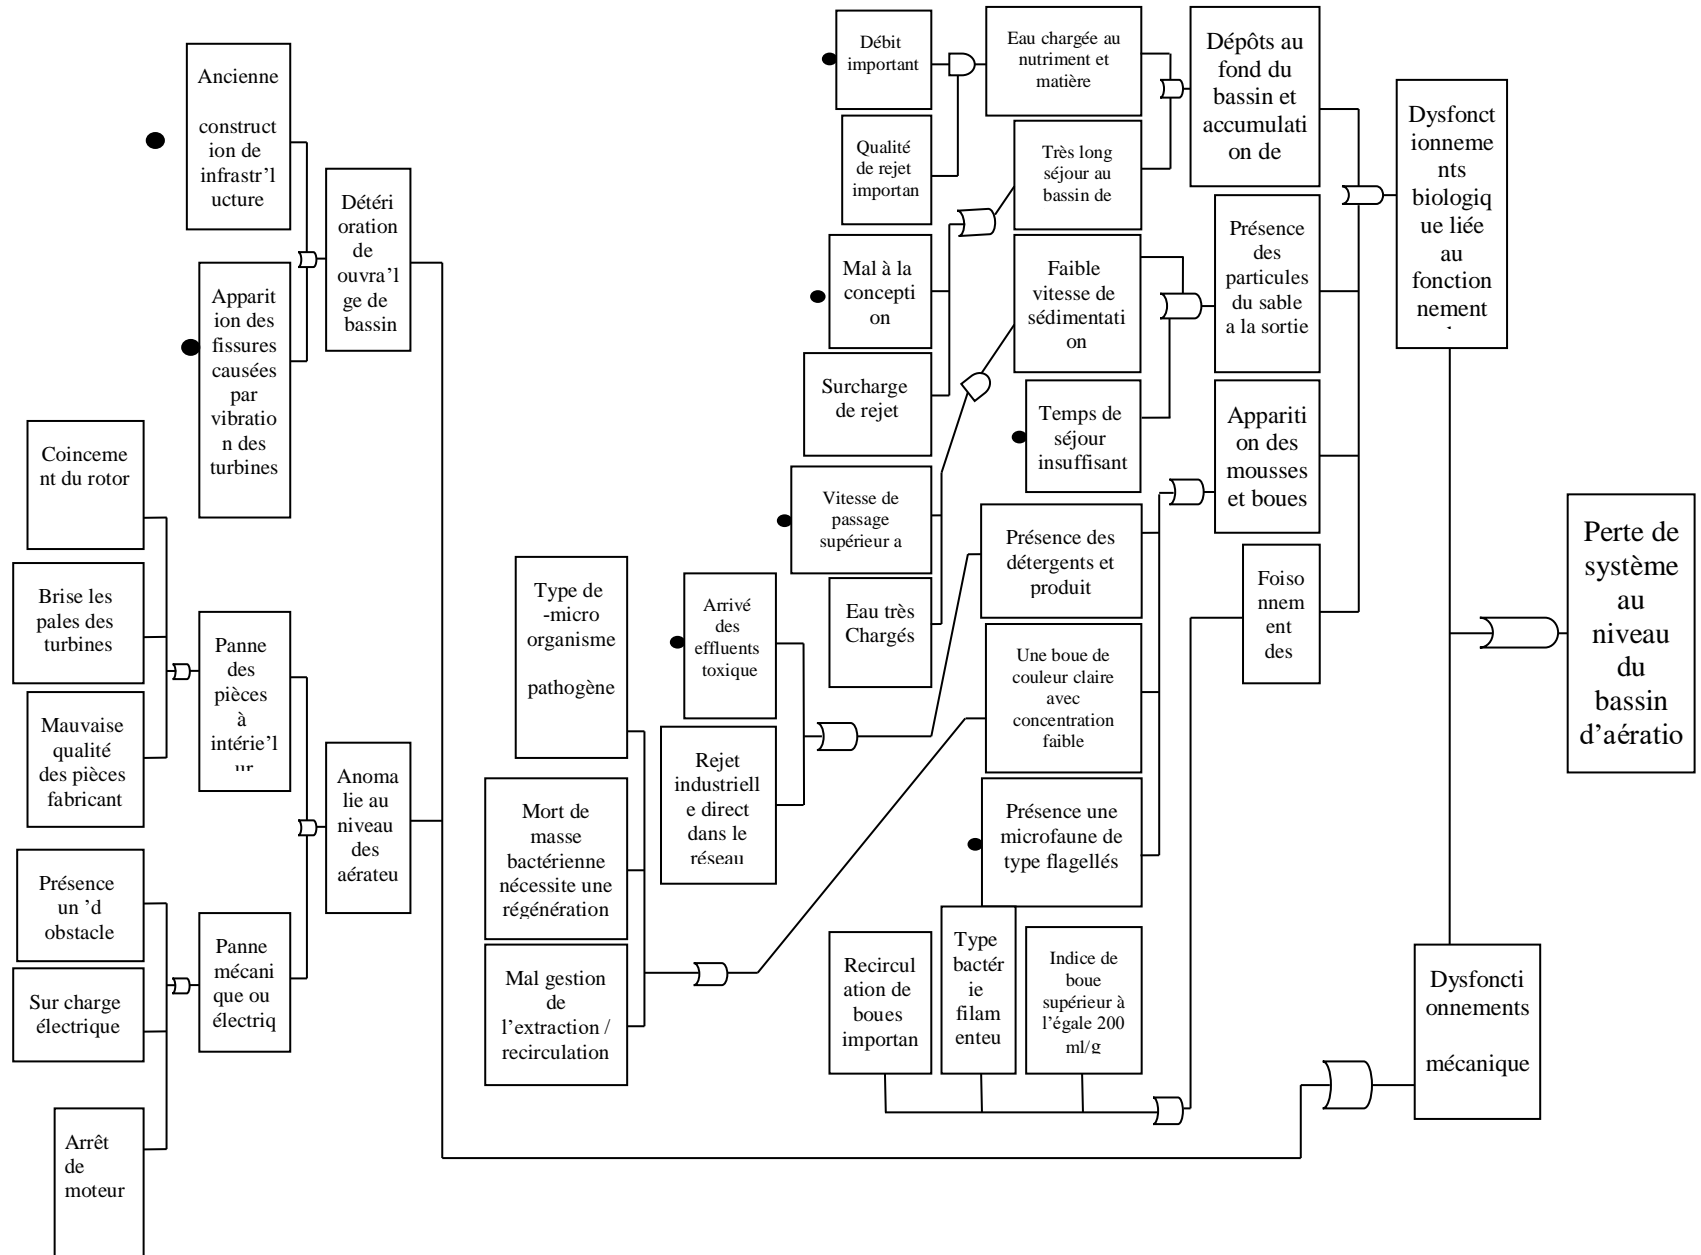 Ancienne
construct
ion de
infrastr'l
ucture
Apparit
ion des
fissures
causées
par
vibratio
n des
turbines
Détéri
oration
de
ouvra'l
ge de
bassin
Coinceme
nt du rotor
Brise les
pales des
turbines
Mauvaise
qualité
des pièces
fabricant
Panne
des
pièces
à
intérie'l
ur
Présence
un 'd
obstacle
Sur charge
électrique
Arrêt
de
moteur
Panne
mécani
que ou
électriq
Anoma
lie au
niveau
des
aérateu
Débit
important
Qualité
de rejet
importan
Eau chargée au
nutriment et
matière
Très long
séjour au
bassin de
Mal à la
concepti
on
Surcharge
de rejet
Dépôts au
fond du
bassin et
accumulati
on de
Faible
vitesse de
sédimentati
on
Temps de
séjour
insuffisant
Vitesse de
passage
supérieur a
Eau très
Chargés
Présence
des
particules
du sable
a la sortie
Type de
-micro
organisme
pathogène
Mort de
masse
bactérienne
nécessite une
régénération
Mal gestion
de
l'extraction /
recirculation
Arrivé
des
effluents
toxique
Rejet
industriell
e direct
dans le
réseau
Présence des
détergents et
produit
Une boue de
couleur claire
avec
concentration
faible
Présence une
microfaune de
type flagellés
Appariti
on des
mousses
et boues
Recircul
ation de
boues
importan
Type
bactér
ie
filam
enteu
Indice de
boue
supérieur à
l'égale 200
ml/g
Foiso
nnem
ent
des
Dysfonct
ionneme
nts
biologiq
ue liée
au
fonction
nement
Dysfoncti
onnements
mécanique
Perte de
système
au
niveau
du
bassin
d'aératio